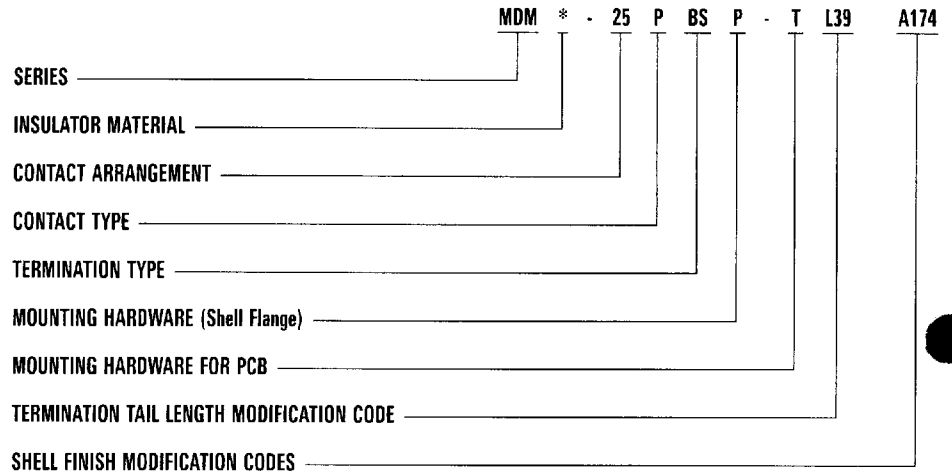 MDM * - 25 P BS P - T L39 A174
SERIES
INSULATOR MATERIAL
CONTACT ARRANGEMENT
CONTACT TYPE
TERMINATION TYPE
MOUNTING HARDWARE (Shell Flange)
MOUNTING HARDWARE FOR PCB
TERMINATION TAIL LENGTH MODIFICATION CODE
SHELL FINISH MODIFICATION CODES